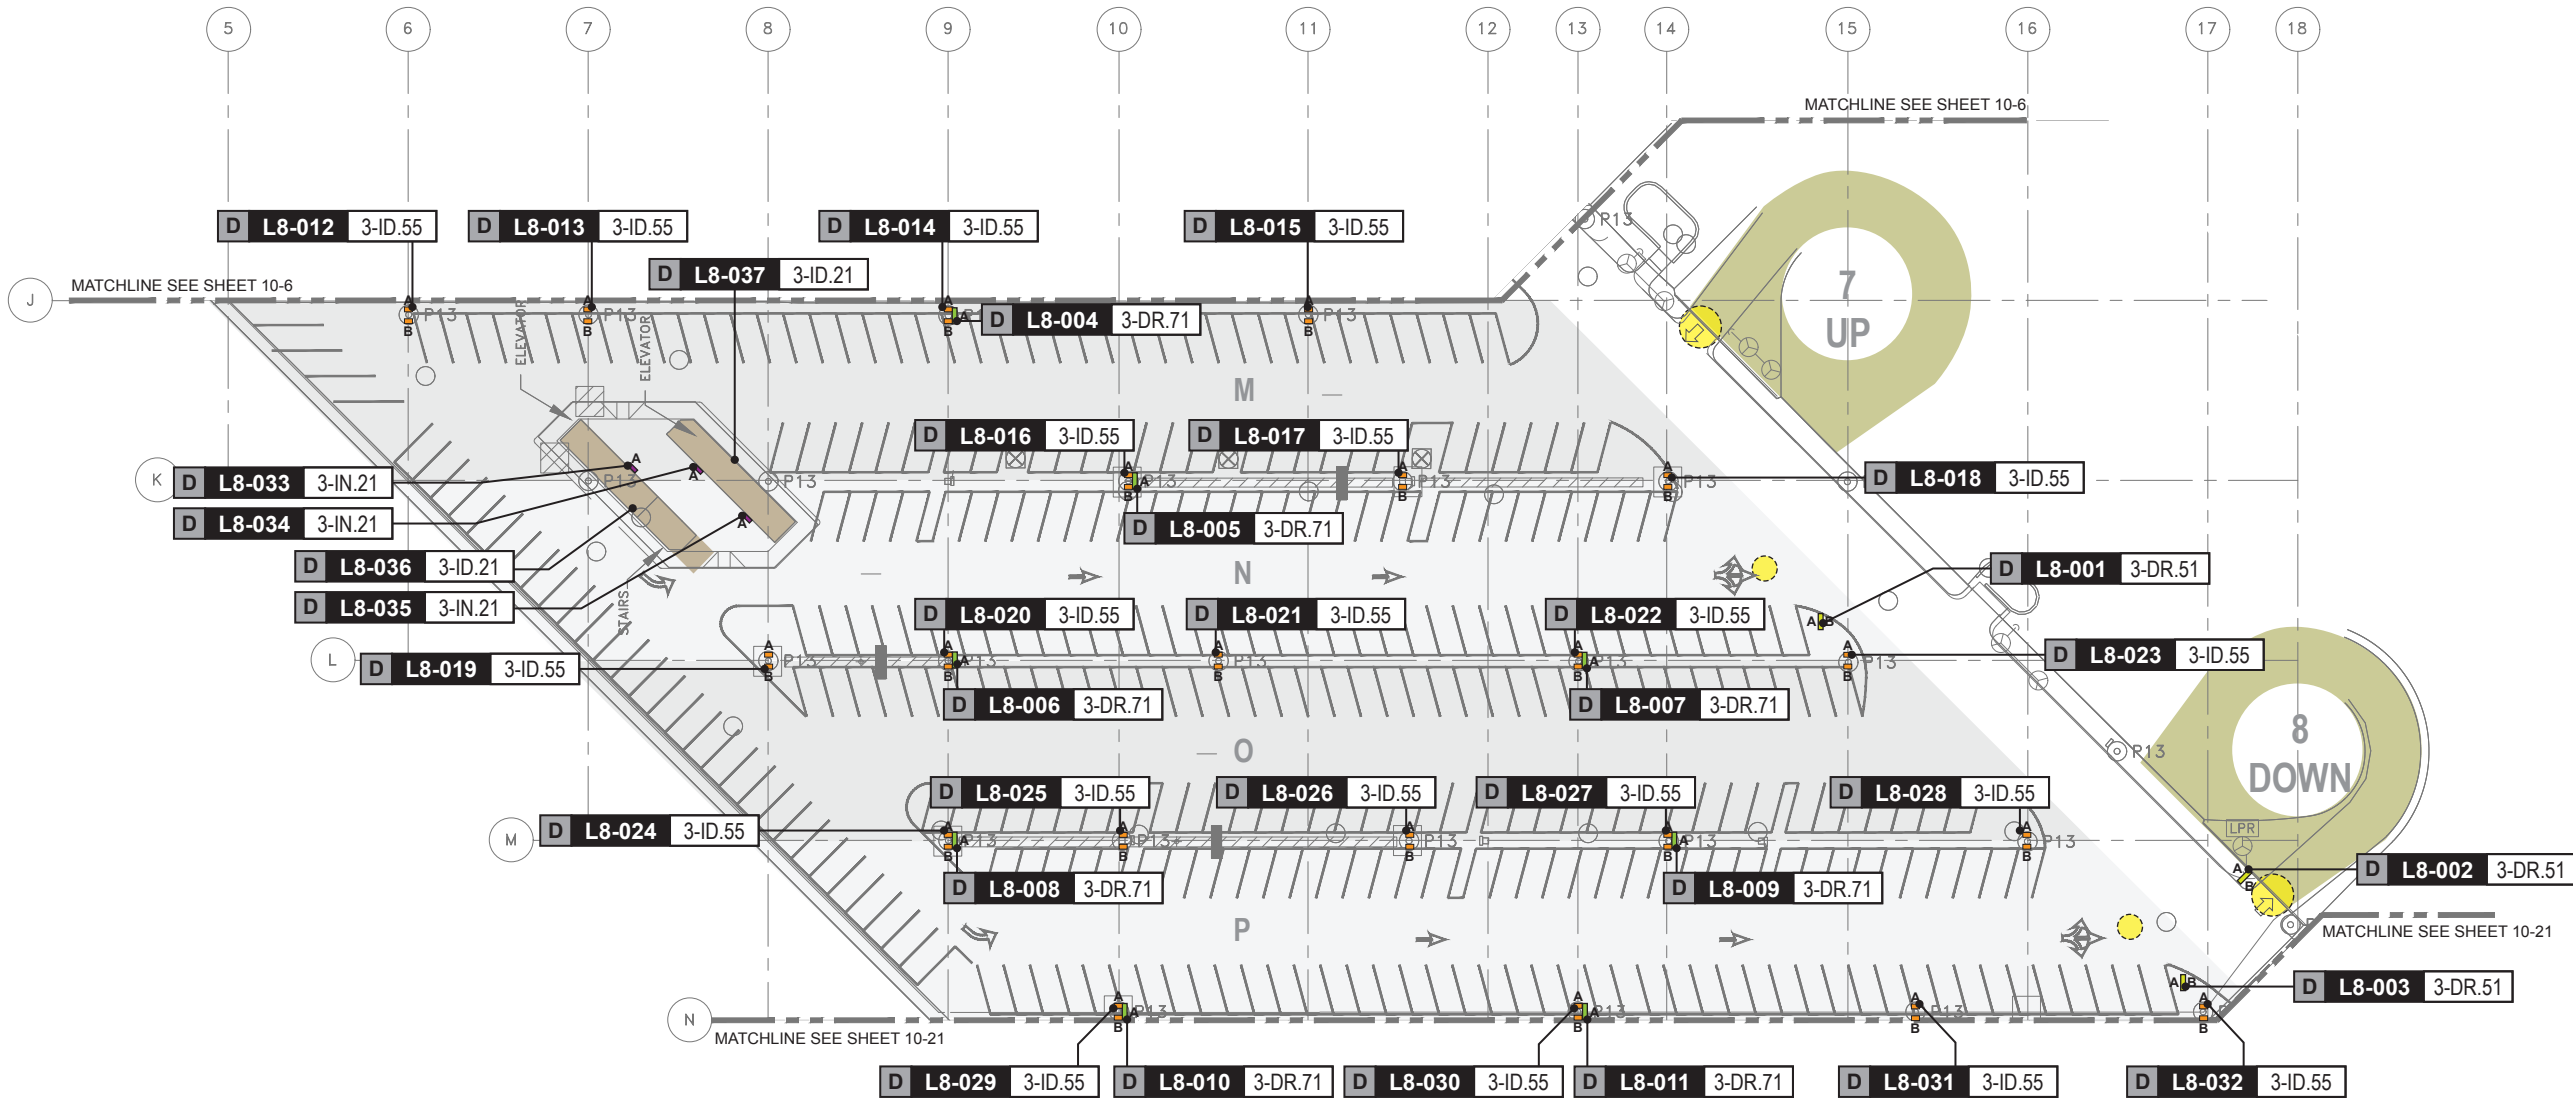 5 6 7 8 9 10 11 12 13 14 15 16 17 18
MATCHLINE SEE SHEET 10-6
D L8-012 3-ID.55
D L8-013 3-ID.55
D L8-014 3-ID.55
D L8-015 3-ID.55
P13
D L8-037 3-ID.21
7
UP
J
MATCHLINE SEE SHEET 10-6
A B P13
A B P13
A B A
D L8-004 3-DR.71
A B P13
ELEVATOR
ELEVATOR
M
D L8-016 3-ID.55
D L8-017 3-ID.55
K
D L8-033 3-IN.21
A
A
P13
P13
A B A P13
A B P13
A B P13
D L8-018 3-ID.55
D L8-034 3-IN.21
A
D L8-005 3-DR.71
D L8-036 3-ID.21
N
D L8-001 3-DR.51
D L8-035 3-IN.21
STAIRS
D L8-020 3-ID.55
D L8-021 3-ID.55
D L8-022 3-ID.55
A B
L
D L8-019 3-ID.55
A B P13
A B A P13
A B P13
A B A P13
A B P13
D L8-023 3-ID.55
D L8-006 3-DR.71
D L8-007 3-DR.71
O
P13
8
DOWN
D L8-025 3-ID.55
D L8-026 3-ID.55
D L8-027 3-ID.55
D L8-028 3-ID.55
M
D L8-024 3-ID.55
A B A P13
A B P13
A B P13
A B A P13
A B P13
LPR
D L8-008 3-DR.71
D L8-009 3-DR.71
A B
D L8-002 3-DR.51
P
MATCHLINE SEE SHEET 10-21
A B
D L8-003 3-DR.51
N
MATCHLINE SEE SHEET 10-21
A B A P13
A B A P13
A B P13
A B
D L8-029 3-ID.55
D L8-010 3-DR.71
D L8-030 3-ID.55
D L8-011 3-DR.71
D L8-031 3-ID.55
D L8-032 3-ID.55